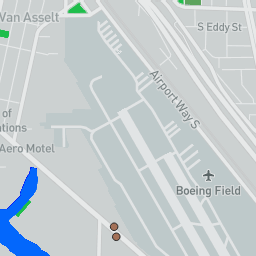 Van Asselt
S Eddy St
Airport Way S
of
ations
Aero Motel
Boeing Field